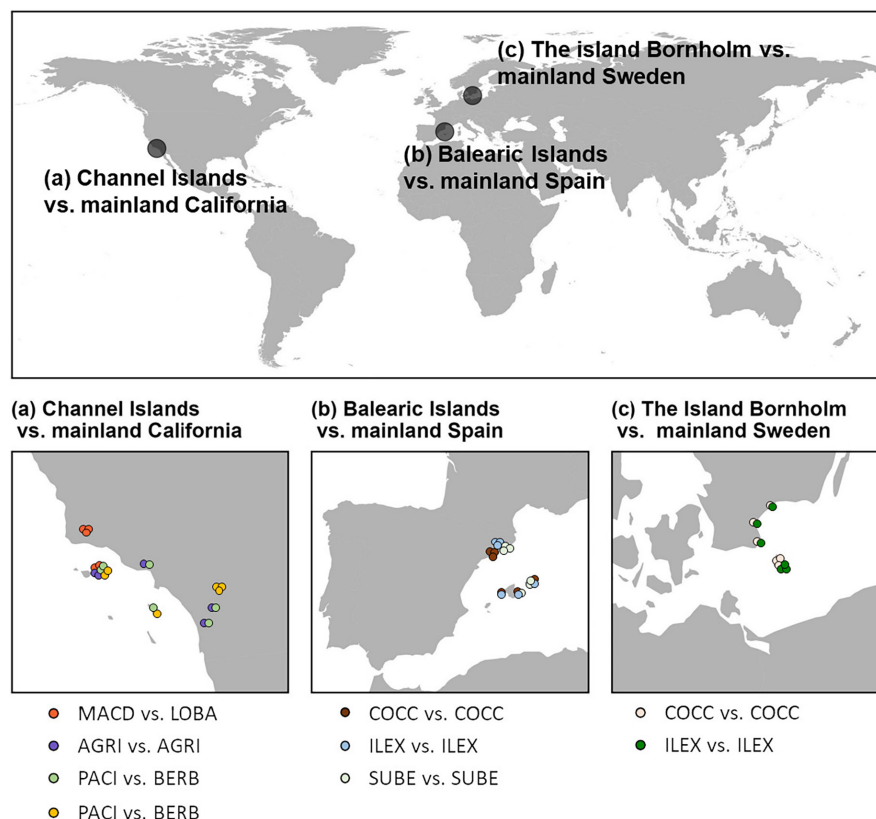 (c) The island Bornholm vs.
mainland Sweden
(b) Balearic Islands
vs. mainland Spain
(a) Channel Islands
vs. mainland California
(a) Channel Islands
vs. mainland California
(b) Balearic Islands
vs. mainland Spain
(c) The Island Bornholm
vs. mainland Sweden
MACD vs. LOBA
AGRI vs. AGRI
PACI vs. BERB
PACI vs. BERB
COCC vs. COCC
ILEX vs. ILEX
SUBE vs. SUBE
COCC vs. COCC
ILEX vs. ILEX